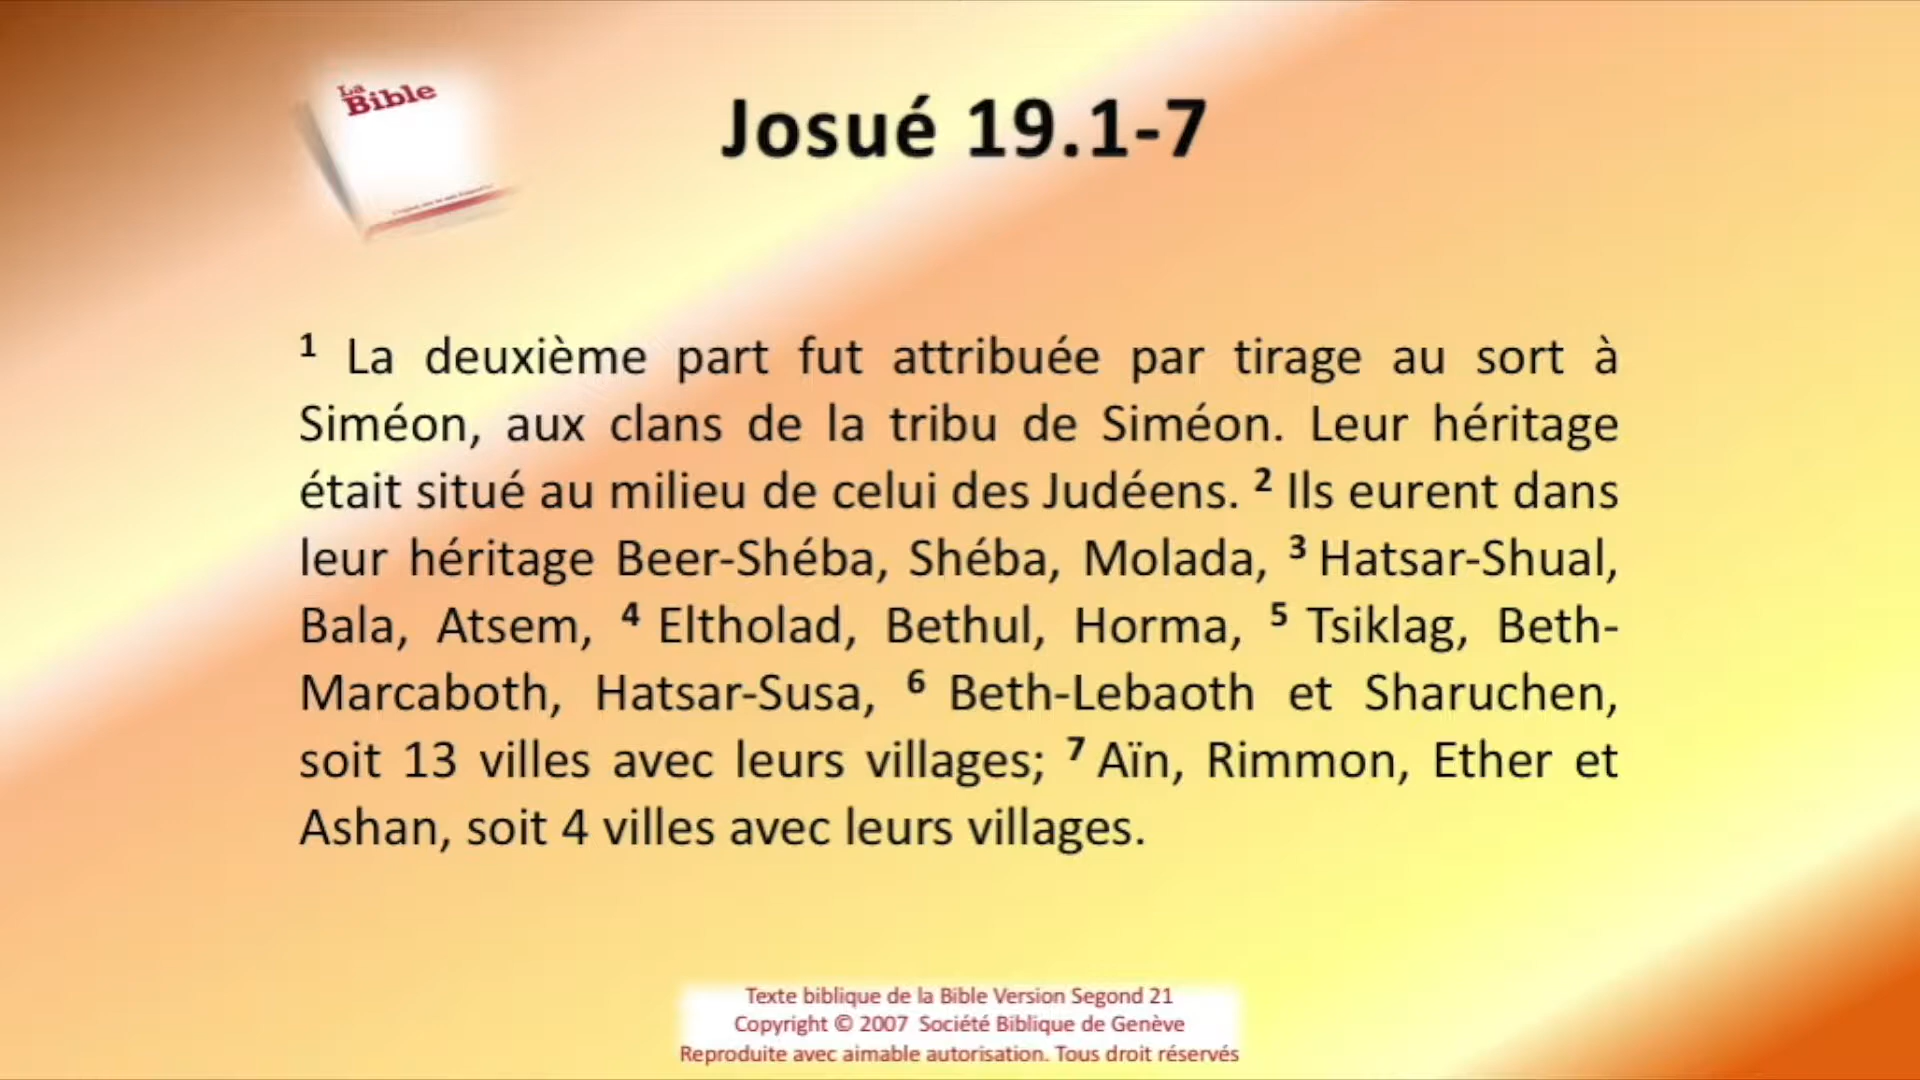 La
Bible
Josué 19.1-7
1 La deuxième part fut attribuée par tirage au sort à
Siméon, aux clans de la tribu de Siméon. Leur héritage
était situé au milieu de celui des Judéens. 2 Ils eurent dans
leur héritage Beer-Shéba, Shéba, Molada, 3 Hatsar-Shual,
Bala, Atsem, 4 Eltholad, Bethul, Horma, 5 Tsiklag, Beth-
Marcaboth, Hatsar-Susa, 6 Beth-Lebaoth et Sharuchen,
soit 13 villes avec leurs villages; 7 Aïn, Rimmon, Ether et
Ashan, soit 4 villes avec leurs villages.
Texte biblique de la Bible Version Segond 21
Copyright © 2007 Société Biblique de Genève
Reproduite avec aimable autorisation. Tous droit réservés